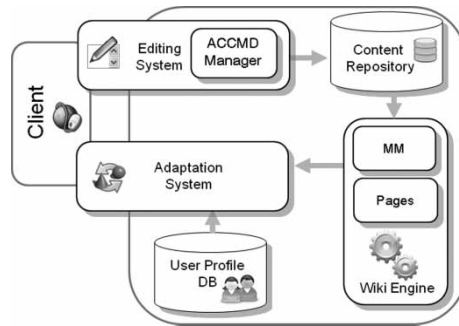 Client
Editing
System
ACCMD
Manager
Content
Repository
Adaptation
System
MM
Pages
Wiki Engine
User Profile
DB